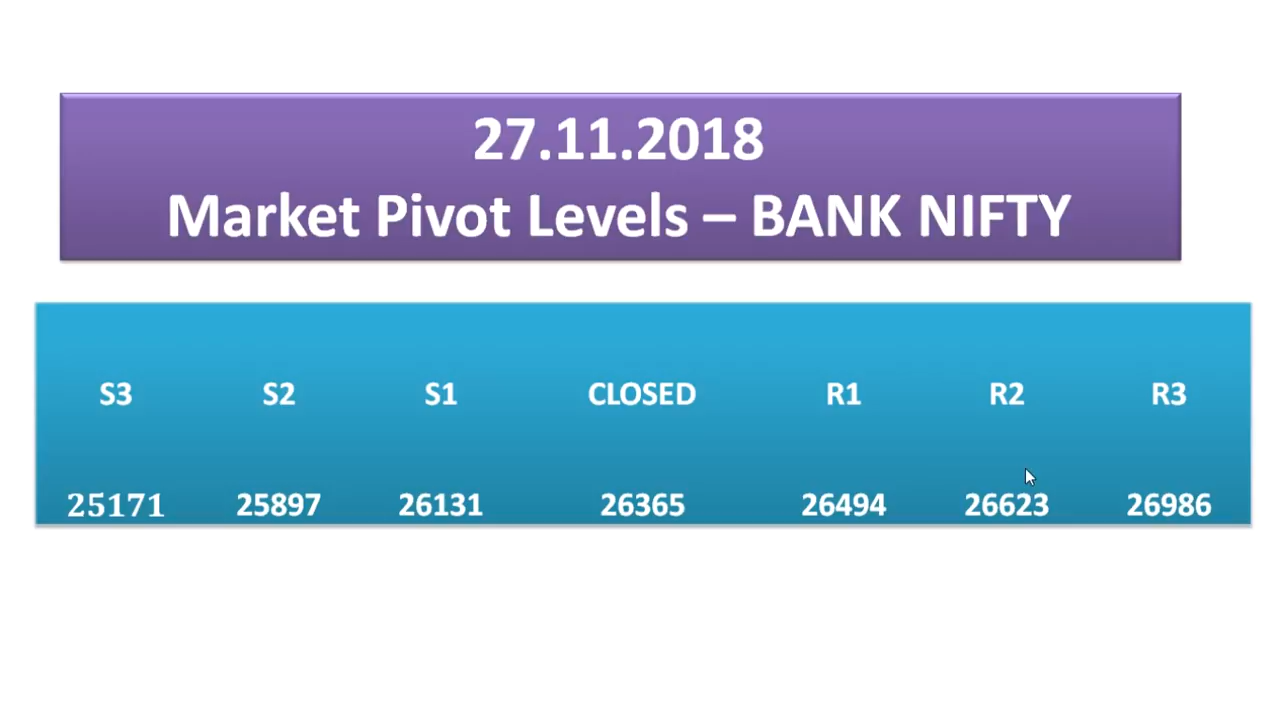 27.11.2018
Market Pivot Levels – BANK NIFTY
S3 S2 S1 CLOSED R1 R2 R3
25171 25897 26131 26365 26494 26623 26986